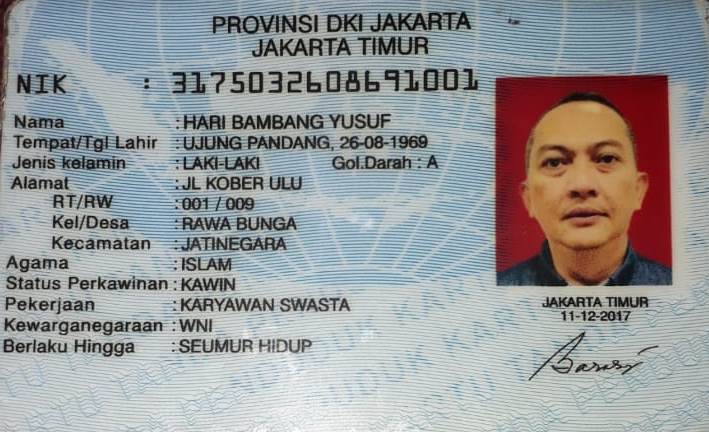 PROVINSI DKI JAKARTA
JAKARTA TIMUR
NIK : 3175032608691001
Nama : HARI BAMBANG YUSUF
Tempat/Tgl Lahir : UJUNG PANDANG, 26-08-1969
Jenis kelamin : LAKI-LAKI Gol.Darah : A
Alamat : JL KOBER ULU
RT/RW : 001 / 009
Kel/Desa : RAWA BUNGA
Kecamatan : JATINEGARA
Agama : ISLAM
Status Perkawinan : KAWIN
Pekerjaan : KARYAWAN SWASTA
Kewarganegaraan : WNI
Berlaku Hingga : SEUMUR HIDUP
JAKARTA TIMUR
11-12-2017